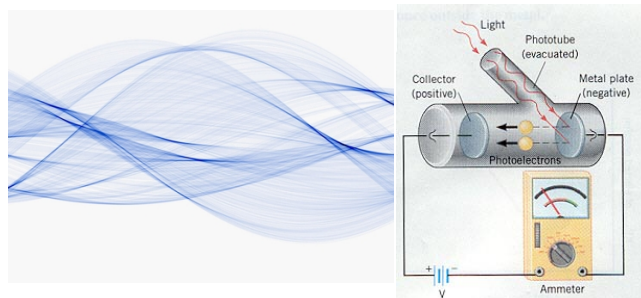 Light
Phototube
(evacuated)
Collector
(positive)
Metal plate
(negative)
Photoelectrons
+
−
V
Ammeter